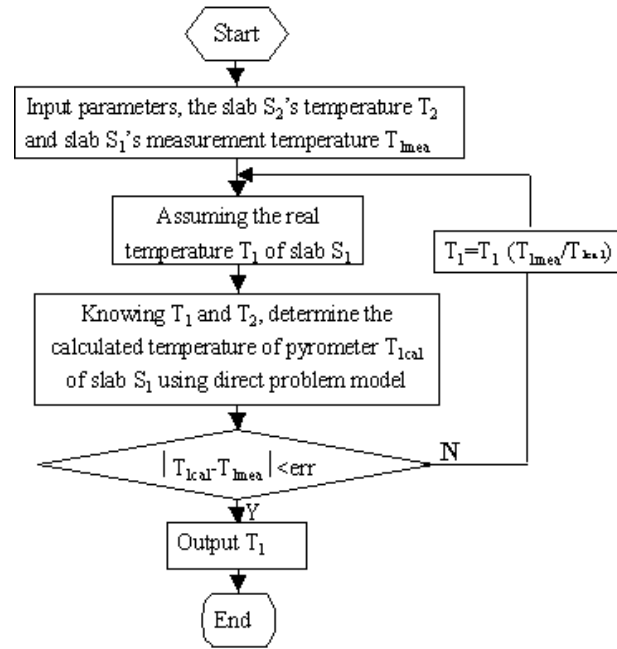 Start
Input parameters, the slab S₂'s temperature T₂
and slab S₁'s measurement temperature T₁ₘₑₐ
Assuming the real
temperature T₁ of slab S₁
T₁=T₁ (T₁ₘₑₐ/T₁cal)
Knowing T₁ and T₂, determine the
calculated temperature of pyrometer T₁cal
of slab S₁ using direct problem model
|T₁cal-T₁ₘₑₐ|<err
N
Y
Output T₁
End